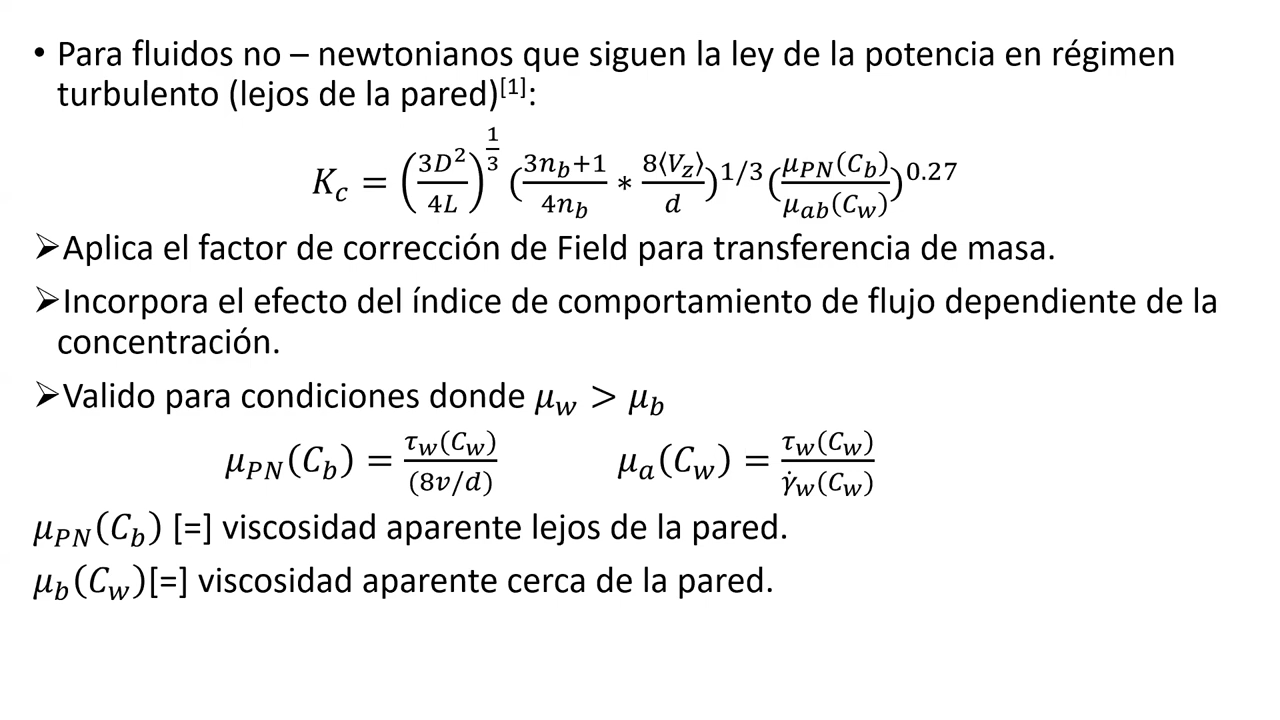 • Para fluidos no – newtonianos que siguen la ley de la potencia en régimen
turbulento (lejos de la pared)[1]:
K_c = (3D²/4L)^(1/3) (3n_b+1/4n_b * 8⟨V_z⟩/d)^1/3 (μ_PN(C_b)/μ_ab(C_w))^0.27
➢Aplica el factor de corrección de Field para transferencia de masa.
➢Incorpora el efecto del índice de comportamiento de flujo dependiente de la
concentración.
➢Valido para condiciones donde μ_w > μ_b
μ_PN(C_b) = τ_w(C_w)/(8v/d) μ_a(C_w) = τ_w(C_w)/γ̇_w(C_w)
μ_PN(C_b) [=] viscosidad aparente lejos de la pared.
μ_b(C_w)[=] viscosidad aparente cerca de la pared.